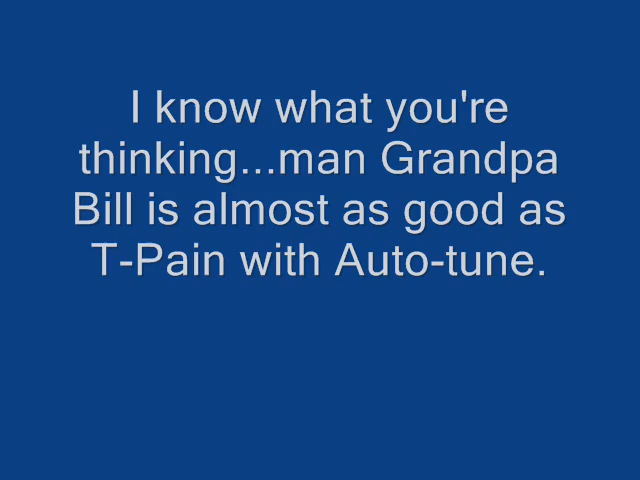 I know what you're
thinking...man Grandpa
Bill is almost as good as
T-Pain with Auto-tune.